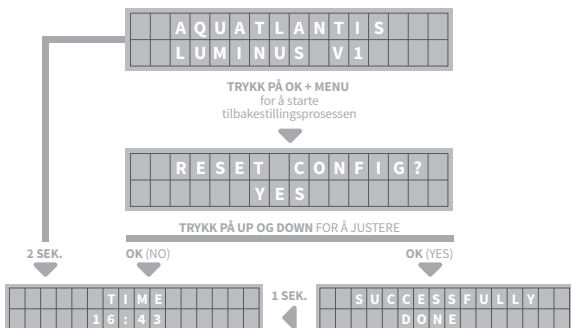 AQUATLANTIS
LUMINUS V1
TRYKK PÅ OK + MENU
for å starte
tilbakestillingsprosessen
RESET CONFIG?
YES
TRYKK PÅ UP OG DOWN FOR Å JUSTERE
2 SEK.
OK (NO)
OK (YES)
TIME
16:43
1 SEK.
SUCCESSFULLY
DONE